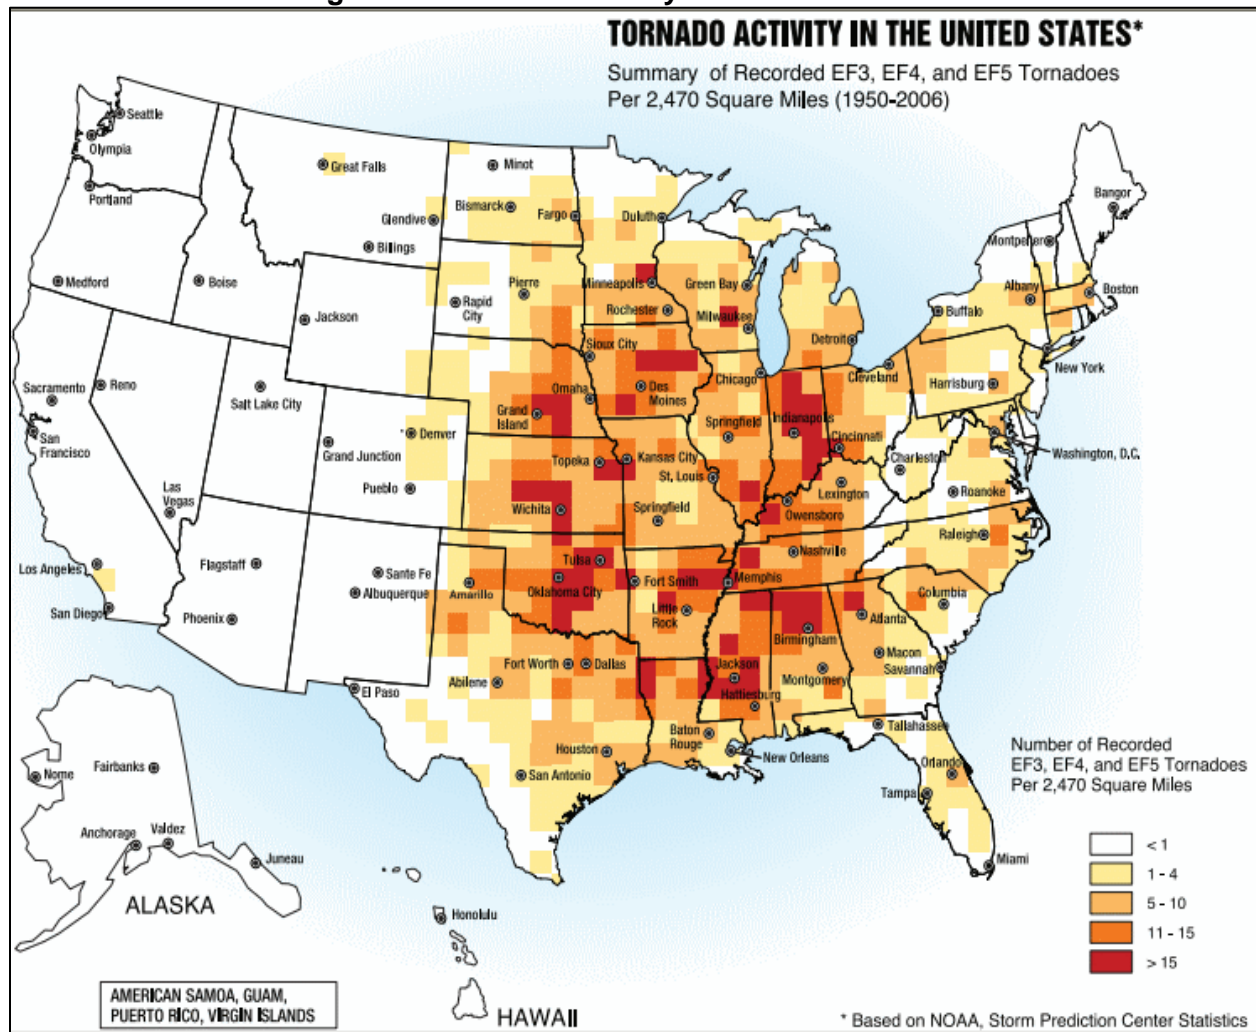 TORNADO ACTIVITY IN THE UNITED STATES*
Summary of Recorded EF3, EF4, and EF5 Tornadoes
Per 2,470 Square Miles (1950-2006)
Seattle
Olympia
Portland
Great Falls
Minot
Bismarck
Fargo
Duluth
Glendive
Billings
Bangor
Montpelier
Medford
Boise
Jackson
Rapid
City
Pierre
Minneapolis
Green Bay
Rochester
Milwaukee
Albany
Boston
Buffalo
Detroit
Sioux City
New York
Sacramento
Reno
Salt Lake City
Omaha
Des
Moines
Chicago
Cleveland
Harrisburg
San
Francisco
Grand
Island
Denver
Grand Junction
Springfield
Indianapolis
Cincinnati
Washington, D.C.
Topeka
Kansas City
St. Louis
Charleston
Pueblo
Lexington
Roanoke
Las
Vegas
Wichita
Springfield
Owensboro
Raleigh
Los Angeles
Flagstaff
Sante Fe
Albuquerque
Tulsa
Nashville
Amarillo
Oklahoma City
Fort Smith
Memphis
Columbia
San Diego
Phoenix
Little
Rock
Atlanta
Birmingham
Fort Worth
Dallas
Jackson
Macon
Savannah
Abilene
Montgomery
El Paso
Hattiesburg
Tallahassee
Baton
Rouge
Houston
New Orleans
San Antonio
Orlando
Tampa
Miami
Nome
Fairbanks
Anchorage
Valdez
Juneau
ALASKA
Honolulu
HAWAII
AMERICAN SAMOA, GUAM,
PUERTO RICO, VIRGIN ISLANDS
Number of Recorded
EF3, EF4, and EF5 Tornadoes
Per 2,470 Square Miles
< 1
1 - 4
5 - 10
11 - 15
> 15
* Based on NOAA, Storm Prediction Center Statistics